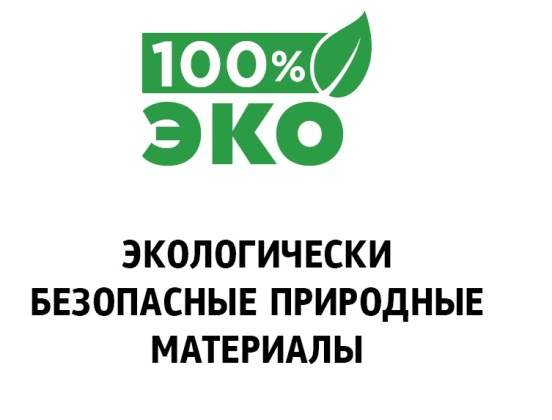 100%
ЭКО
ЭКОЛОГИЧЕСКИ
БЕЗОПАСНЫЕ ПРИРОДНЫЕ
МАТЕРИАЛЫ